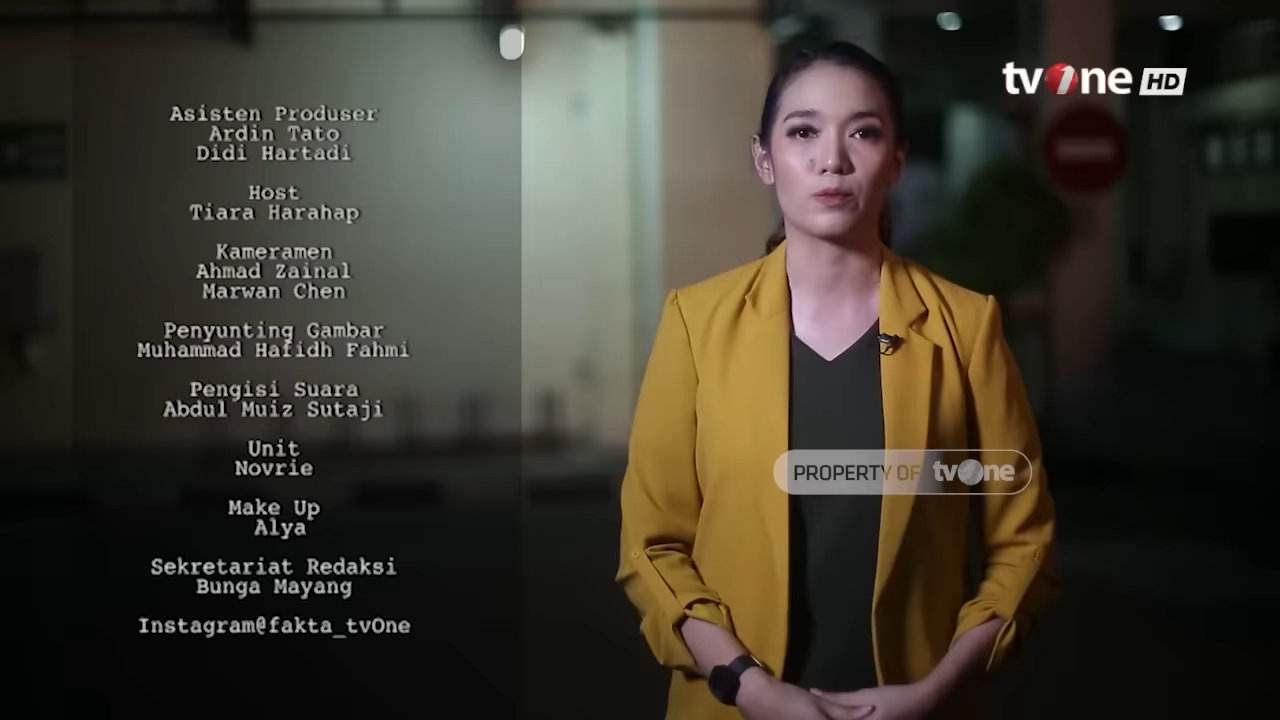 Asisten Produser
Ardin Tato
Didi Hartadi
Host
Tiara Harahap
Kameramen
Ahmad Zainal
Marwan Chen
Penyunting Gambar
Muhammad Hafidh Fahmi
Pengisi Suara
Abdul Muiz Sutaji
Unit
Novrie
Make Up
Alya
Sekretariat Redaksi
Bunga Mayang
Instagram@fakta_tvOne
tvOne HD
PROPERTY OF tvOne